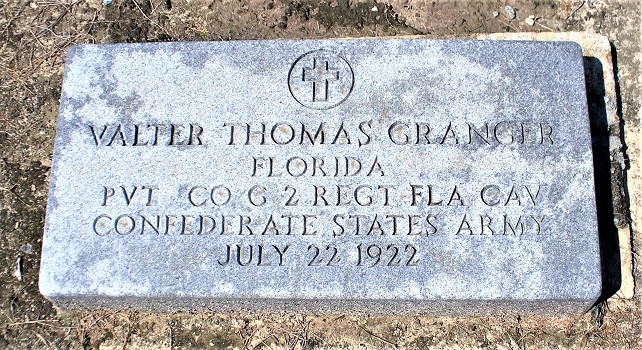 WALTER THOMAS GRANGER
FLORIDA
PVT CO G 2 REGT FLA CAV
CONFEDERATE STATES ARMY
JULY 22 1922